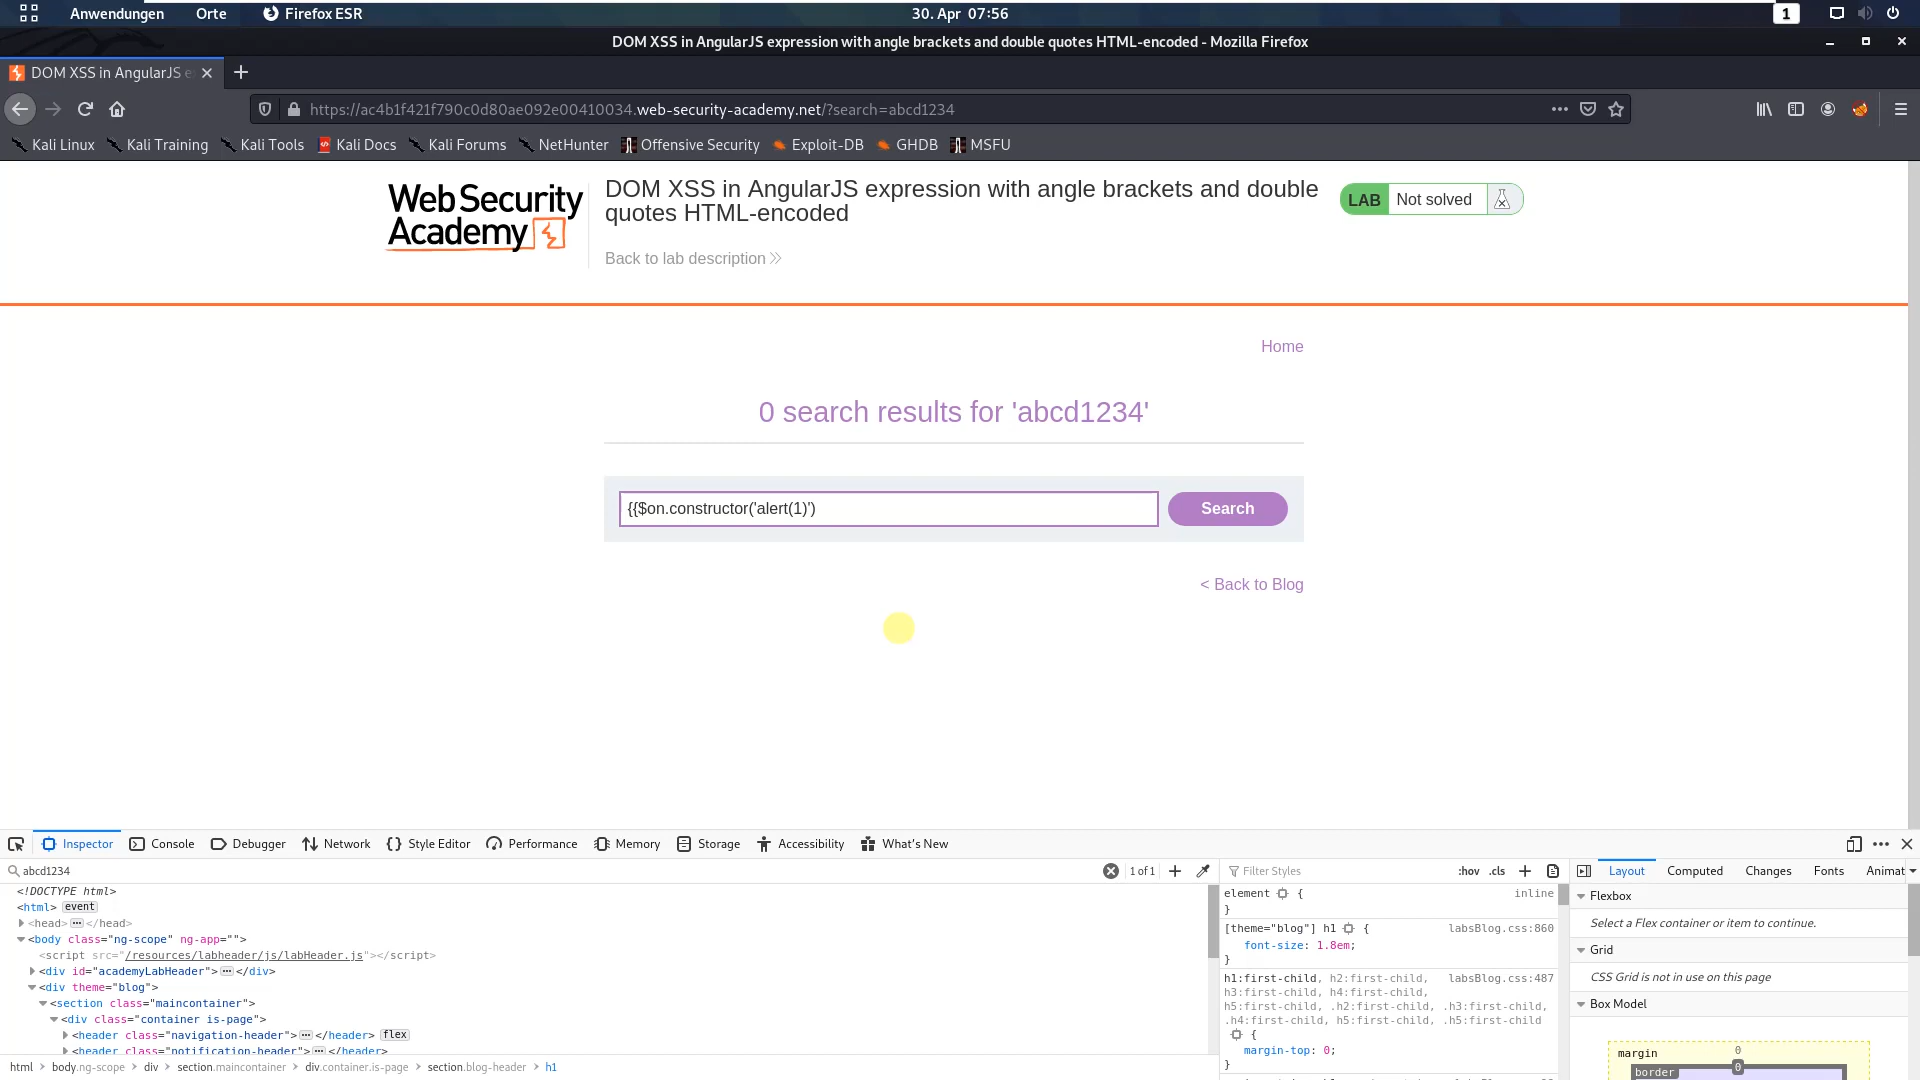 Anwendungen Orte Firefox ESR 30. Apr 07:56 1
DOM XSS in AngularJS expression with angle brackets and double quotes HTML-encoded - Mozilla Firefox
DOM XSS in AngularJS e
https://ac4b1f421f790c0d80ae092e00410034.web-security-academy.net/?search=abcd1234
Kali Linux Kali Training Kali Tools Kali Docs Kali Forums NetHunter Offensive Security Exploit-DB GHDB MSFU
Web Security
Academy
DOM XSS in AngularJS expression with angle brackets and double
quotes HTML-encoded
LAB Not solved
Back to lab description
Home
0 search results for 'abcd1234'
{{$on.constructor('alert(1)')
Search
< Back to Blog
Inspector Console Debugger Network Style Editor Performance Memory Storage Accessibility What's New
abcd1234 1 of 1
<!DOCTYPE html>
<html> event
<head> </head>
<body class="ng-scope" ng-app="">
<script src="/resources/labheader/js/labHeader.js"></script>
<div id="academyLabHeader"> </div>
<div theme="blog">
<section class="maincontainer">
<div class="container is-page">
<header class="navigation-header"> </header> flex
<header class="notification-header"> </header>
html body.ng-scope div section.maincontainer div.container.is-page section.blog-header h1
Filter Styles :hov .cls
element { inline
}
[theme="blog"] h1 { labsBlog.css:860
font-size: 1.8em;
}
h1:first-child, h2:first-child, labsBlog.css:487
h3:first-child, h4:first-child,
h5:first-child, .h2:first-child, .h3:first-child,
.h4:first-child, h5:first-child, .h5:first-child
{
margin-top: 0;
}
Layout Computed Changes Fonts Animat
Flexbox
Select a Flex container or item to continue.
Grid
CSS Grid is not in use on this page
Box Model
margin 0
border 0